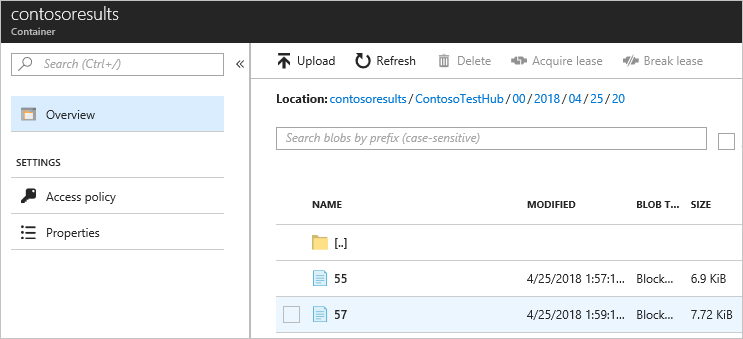 contosoresults
Container
Search (Ctrl+/)
«
Overview
SETTINGS
Access policy
Properties
Upload Refresh Delete Acquire lease Break lease
Location: contosoresults / ContosoTestHub / 00 / 2018 / 04 / 25 / 20
Search blobs by prefix (case-sensitive)
NAME MODIFIED BLOB T... SIZE
[..]
55 4/25/2018 1:57:1... Block... 6.9 KiB
57 4/25/2018 1:59:1... Block... 7.72 KiB